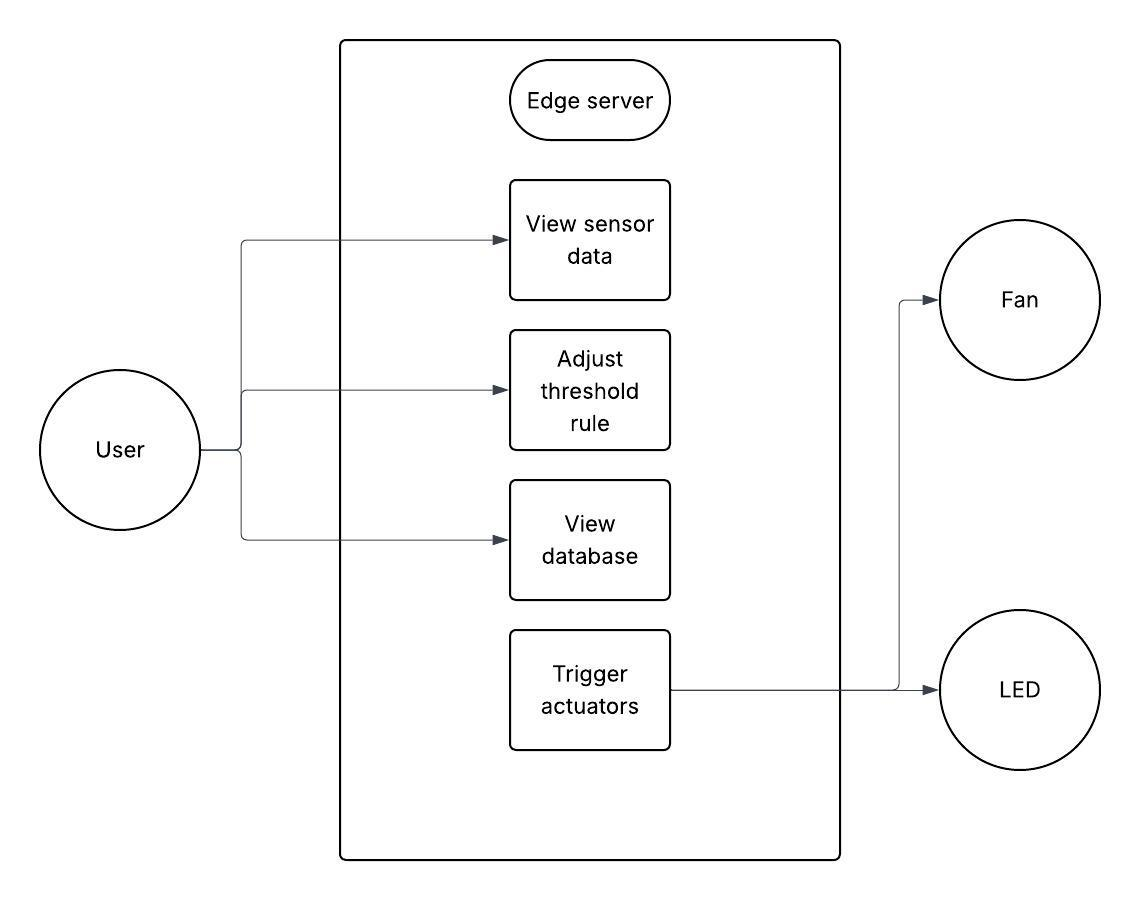 Edge server
View sensor
data
Adjust
threshold
rule
View
database
Trigger
actuators
User
Fan
LED